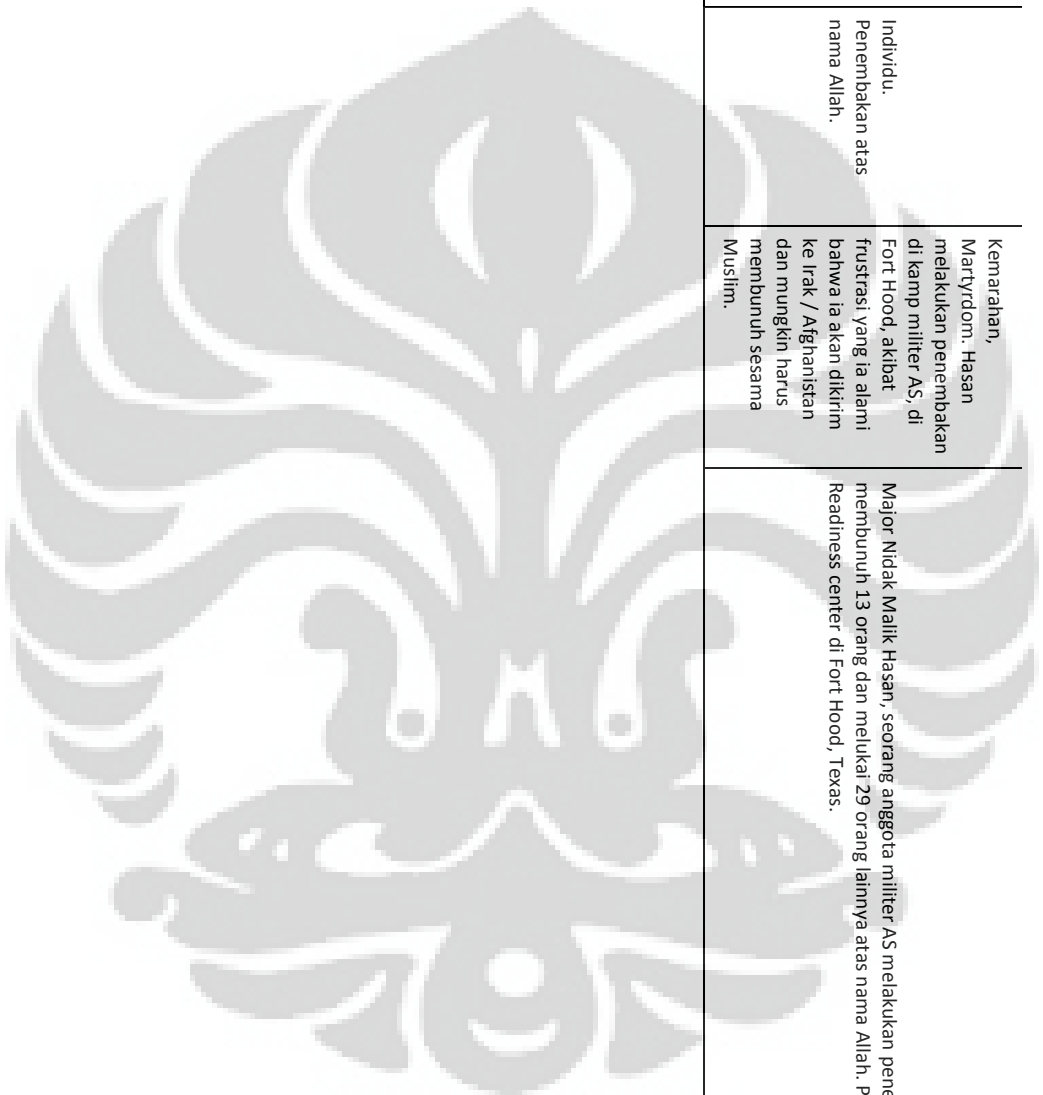 Individu.
Penembakan atas
nama Allah.
Kemarahan,
Martyrdom. Hasan
melakukan penembakan
di kamp militer AS, di
Fort Hood, akibat
frustrasi yang ia alami
bahwa ia akan dikirim
ke Irak / Afghanistan
dan mungkin harus
membunuh sesama
Muslim.
Major Nidak Malik Hasan, seorang anggota militer AS melakukan
membunuh 13 orang dan melukai 29 orang lainnya atas nama Allah.
Readiness center di Fort Hood, Texas.